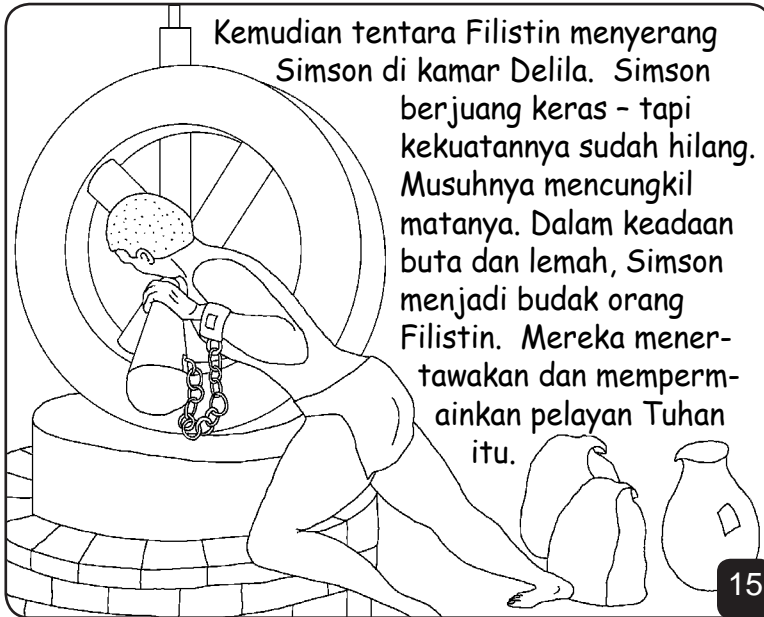 Kemudian tentara Filistin menyerang
Simson di kamar Delila. Simson
berjuang keras – tapi
kekuatannya sudah hilang.
Musuhnya mencungkil
matanya. Dalam keadaan
buta dan lemah, Simson
menjadi budak orang
Filistin. Mereka mener-
tawakan dan memperm-
ainkan pelayan Tuhan
itu.
15